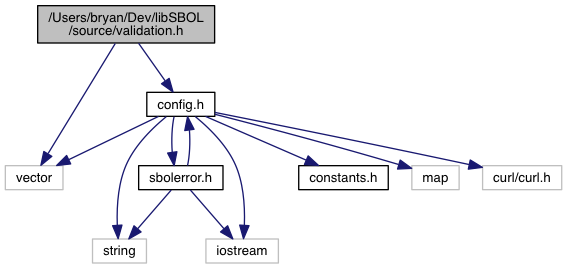 /Users/bryan/Dev/libSBOL
/source/validation.h
config.h
vector
sbolerror.h
constants.h
map
curl/curl.h
string
iostream